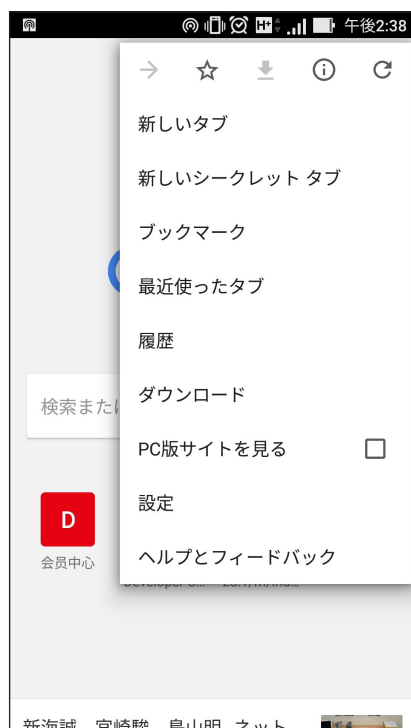 H+ 午後2:38
新しいタブ
新しいシークレット タブ
ブックマーク
最近使ったタブ
履歴
検索または
ダウンロード
PC版サイトを見る
D
設定
会员中心
ヘルプとフィードバック
新海誠、宮崎駿、鳥山明…ネット